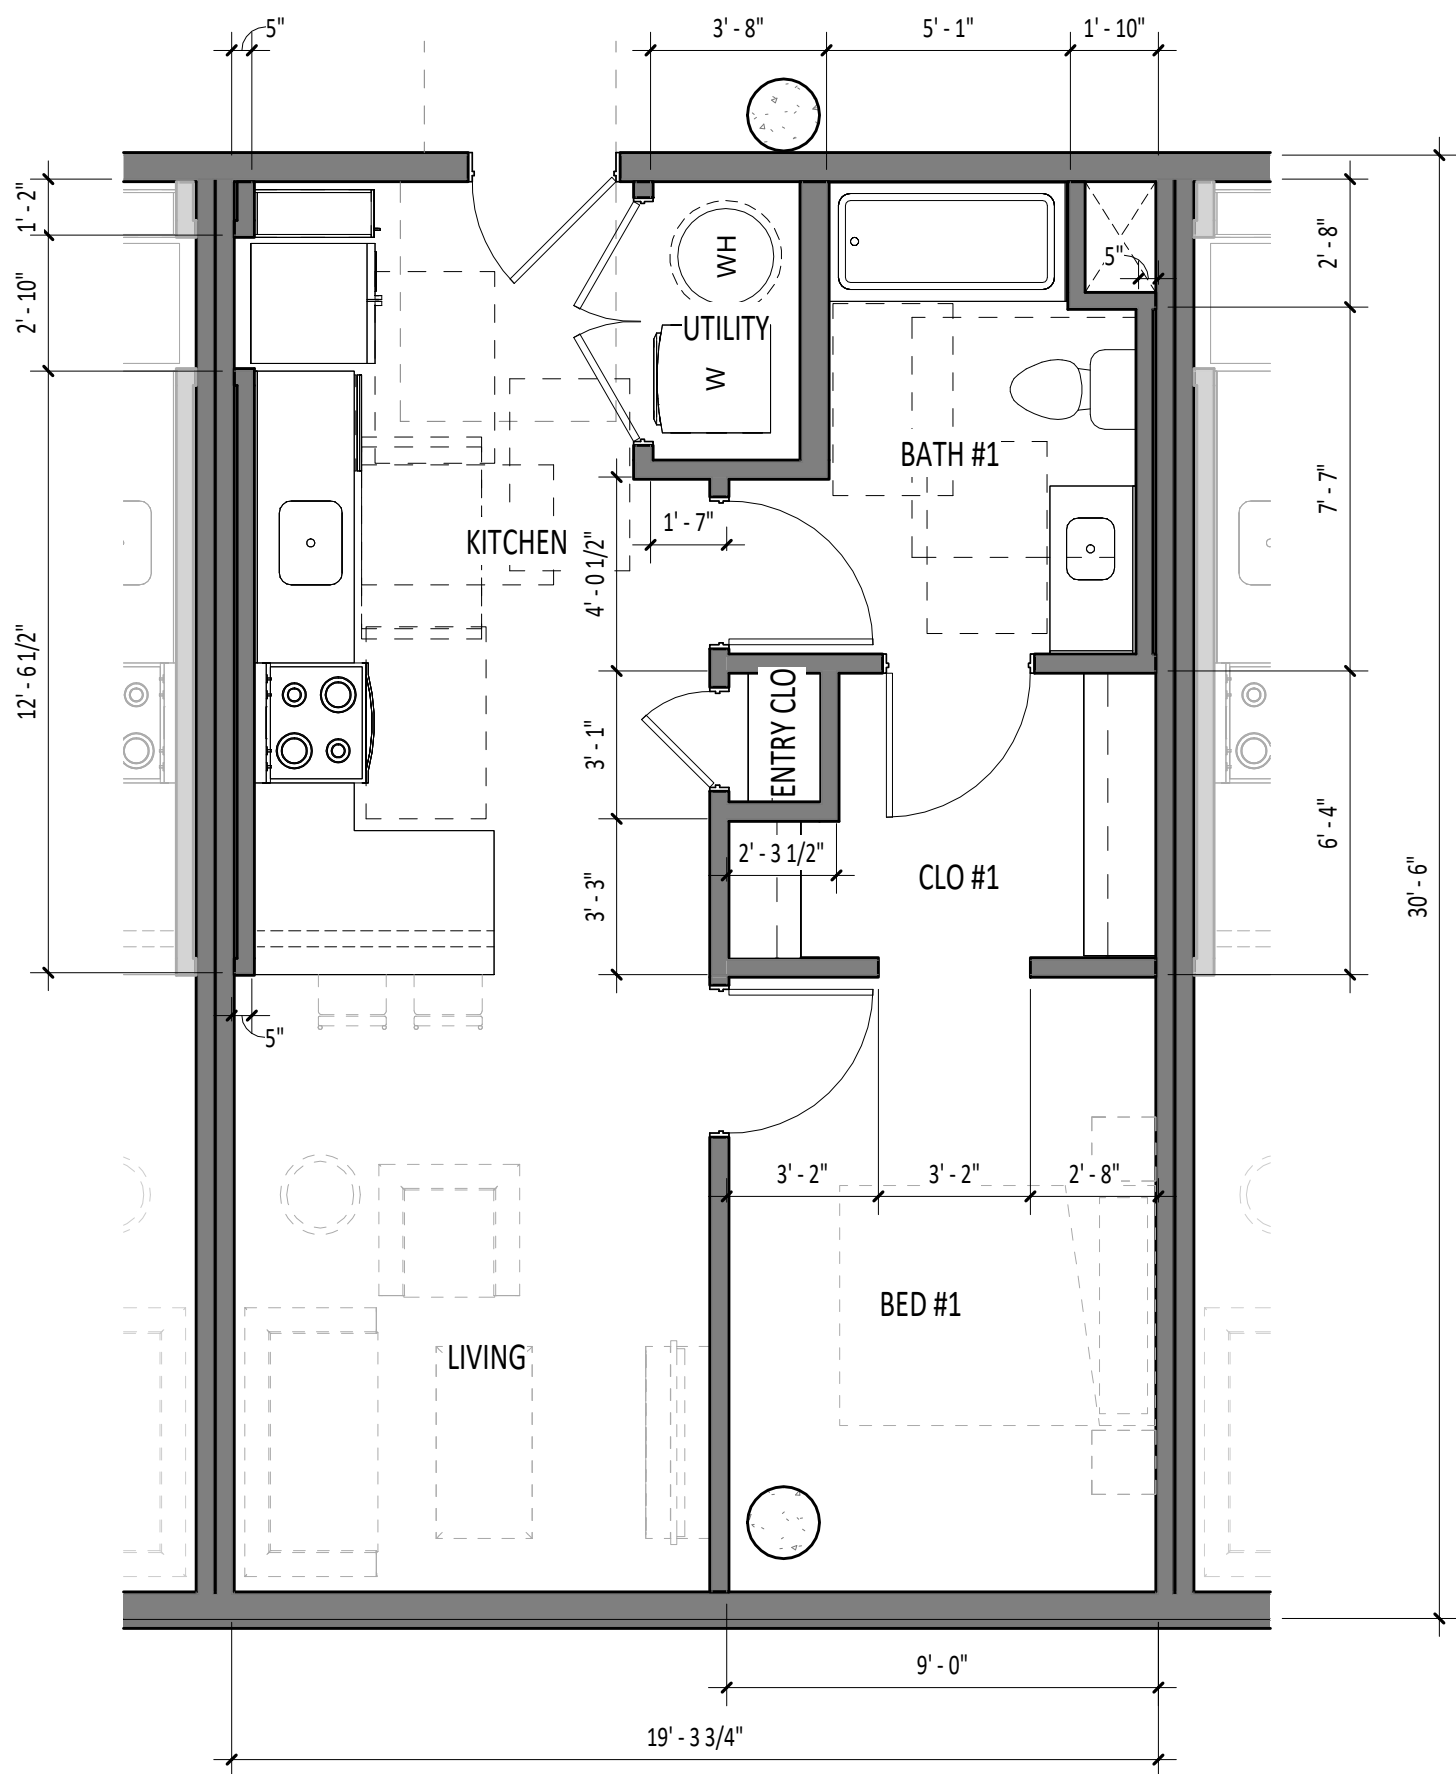 5"
3' - 8"
5' - 1"
1' - 10"
1' - 2"
2' - 10"
12' - 6 1/2"
WH
UTILITY
W
5"
2' - 8"
BATH #1
7' - 7"
KITCHEN
1' - 7"
4' - 0 1/2"
ENTRY CLO
3' - 1"
2' - 3 1/2"
CLO #1
6' - 4"
30' - 6"
3' - 3"
5"
3' - 2"
3' - 2"
2' - 8"
BED #1
LIVING
9' - 0"
19' - 3 3/4"